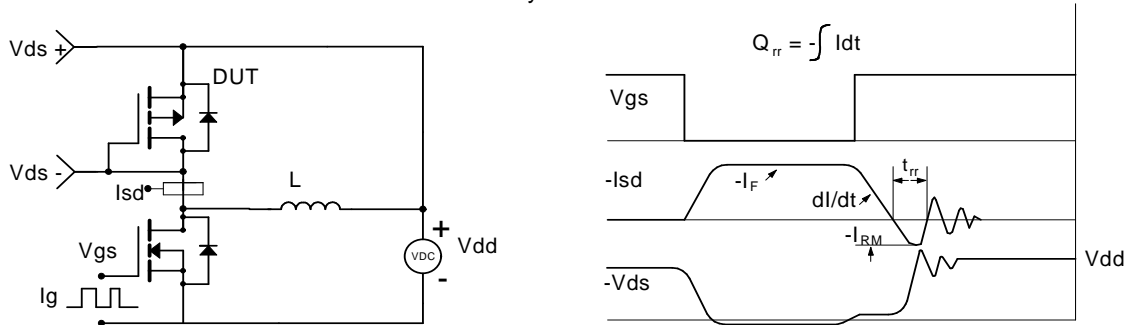 Vds +
DUT
Vds -
Isd
L
Vgs
Ig
+
VDC
-
Vdd
Q rr = -∫ Idt
Vgs
-Isd
-I F
dI/dt
t rr
-I RM
Vdd
-Vds